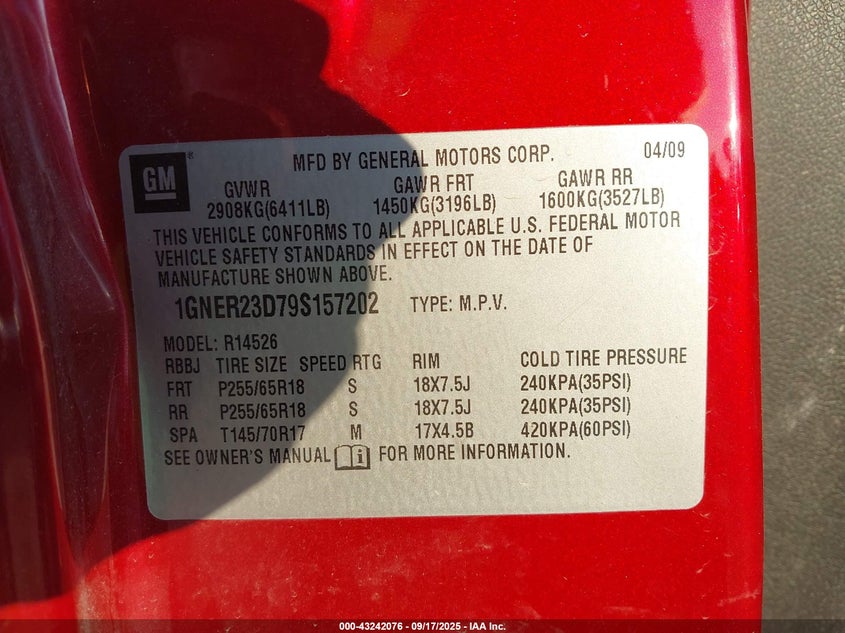 GM ®
MFD BY GENERAL MOTORS CORP. 04/09
GVWR GAWR FRT GAWR RR
2908KG(6411LB) 1450KG(3196LB) 1600KG(3527LB)
THIS VEHICLE CONFORMS TO ALL APPLICABLE U.S. FEDERAL MOTOR
VEHICLE SAFETY STANDARDS IN EFFECT ON THE DATE OF
MANUFACTURE SHOWN ABOVE.
1GNER23D79S157202 TYPE: M.P.V.
MODEL: R14526
RBBJ TIRE SIZE SPEED RTG RIM COLD TIRE PRESSURE
FRT P255/65R18 S 18X7.5J 240KPA(35PSI)
RR P255/65R18 S 18X7.5J 240KPA(35PSI)
SPA T145/70R17 M 17X4.5B 420KPA(60PSI)
SEE OWNER'S MANUAL i FOR MORE INFORMATION.
000-43242076 - 09/17/2025 - IAA Inc.